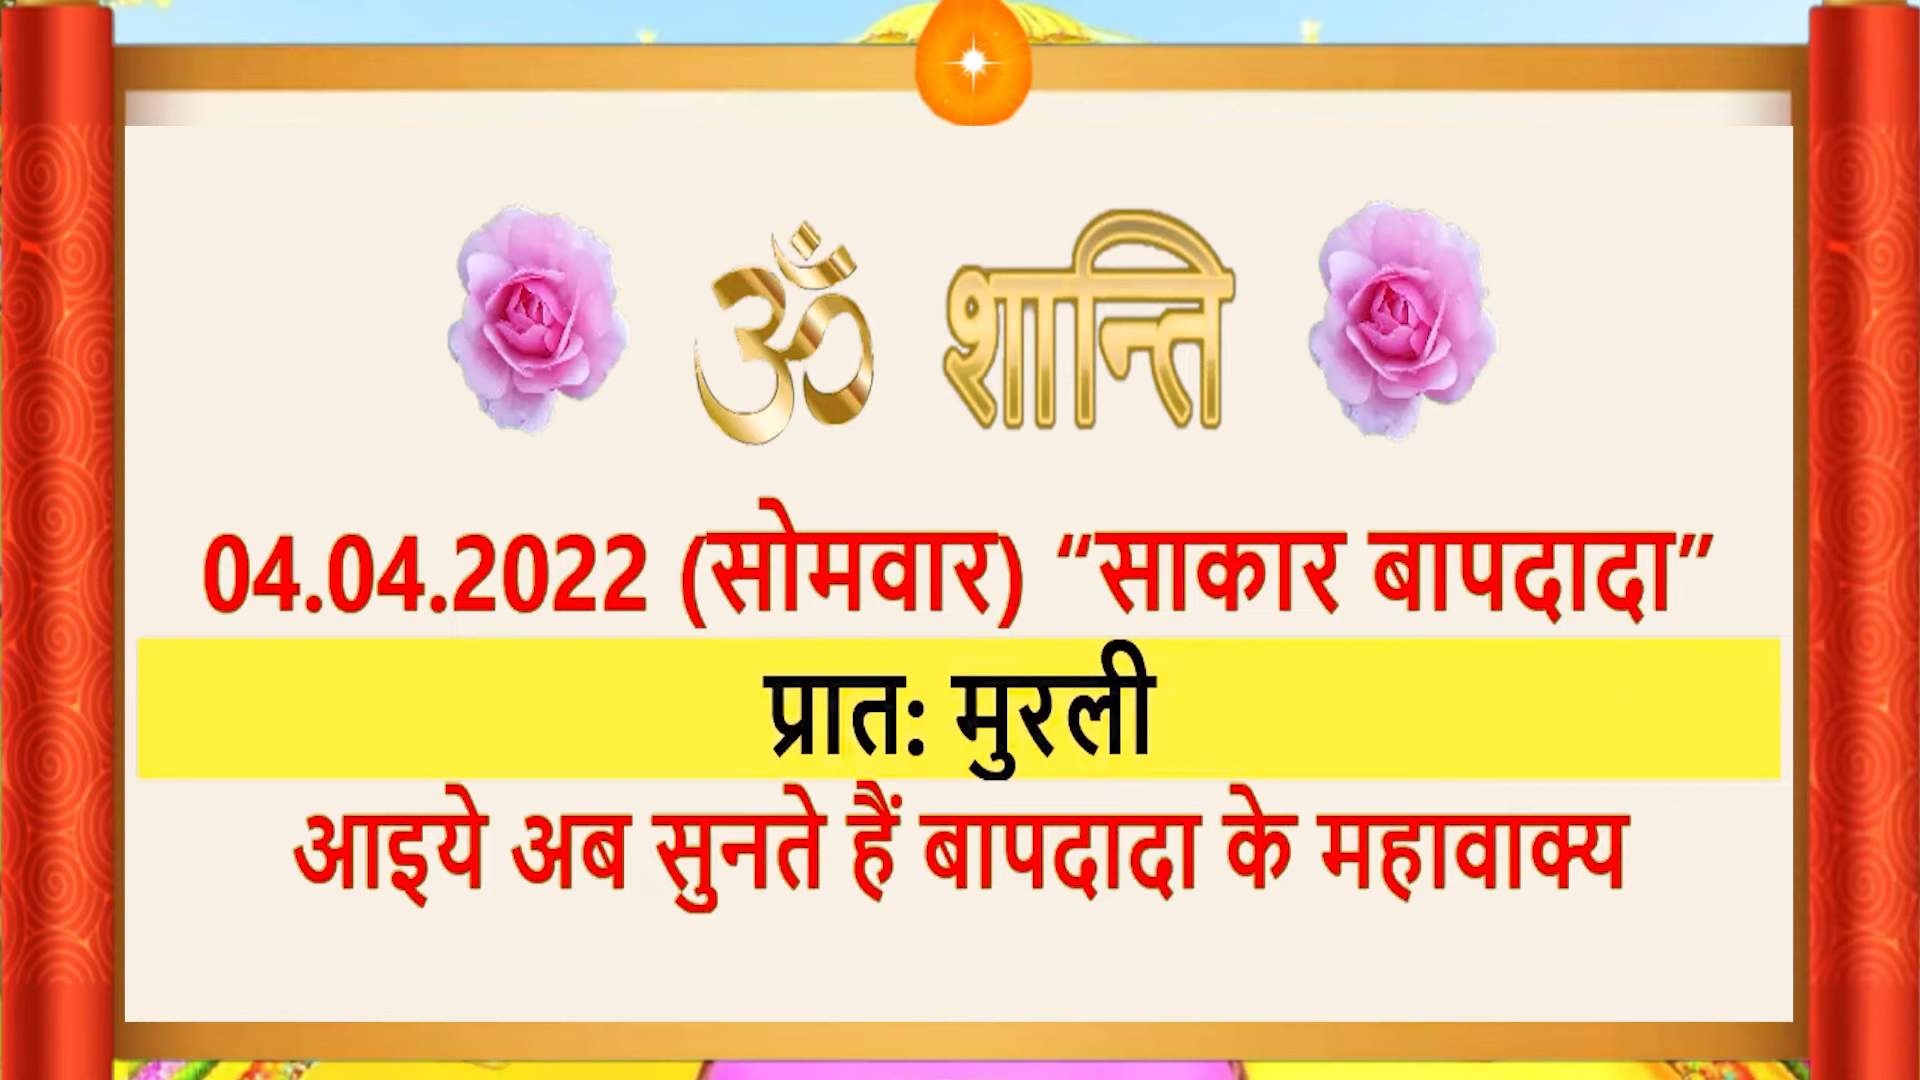 ॐ शान्ति
04.04.2022 (सोमवार) “साकार बापदादा”
प्रात: मुरली
आइये अब सुनते हैं बापदादा के महावाक्य